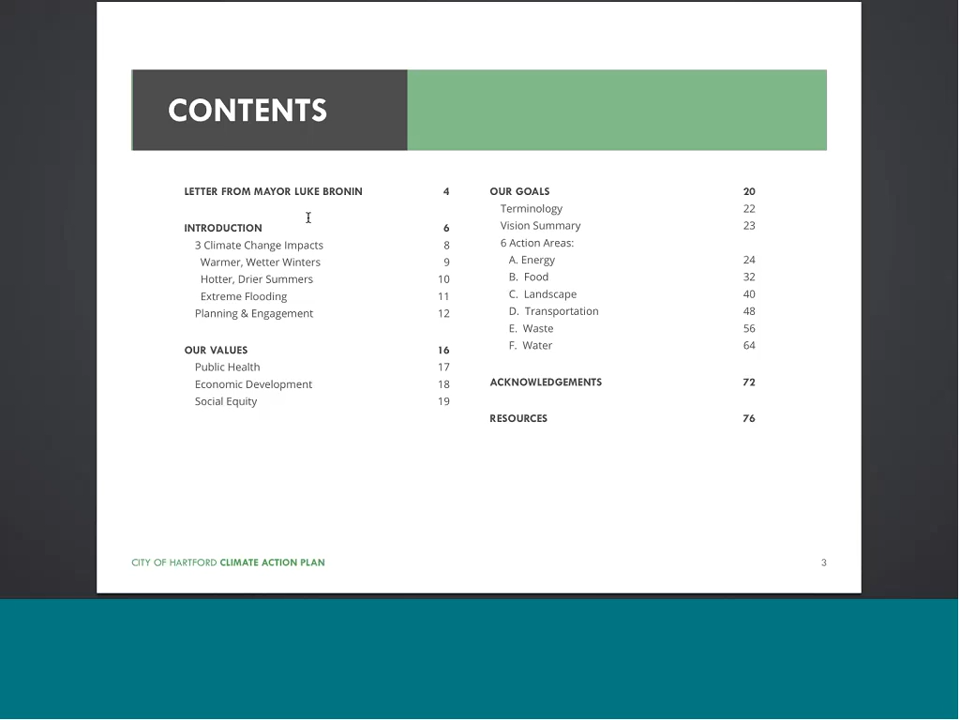 CONTENTS
LETTER FROM MAYOR LUKE BRONIN 4
INTRODUCTION 6
3 Climate Change Impacts 8
Warmer, Wetter Winters 9
Hotter, Drier Summers 10
Extreme Flooding 11
Planning & Engagement 12
OUR VALUES 16
Public Health 17
Economic Development 18
Social Equity 19
OUR GOALS 20
Terminology 22
Vision Summary 23
6 Action Areas:
A. Energy 24
B. Food 32
C. Landscape 40
D. Transportation 48
E. Waste 56
F. Water 64
ACKNOWLEDGEMENTS 72
RESOURCES 76
CITY OF HARTFORD CLIMATE ACTION PLAN 3